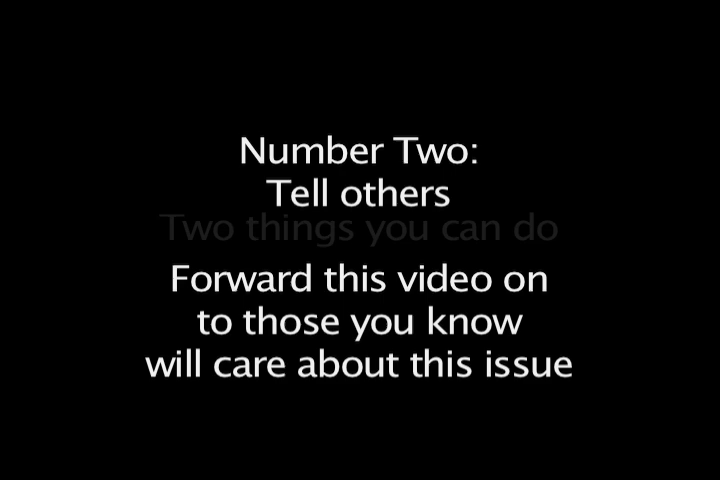 Number Two:
Tell others
Two things you can do
Forward this video on
to those you know
will care about this issue